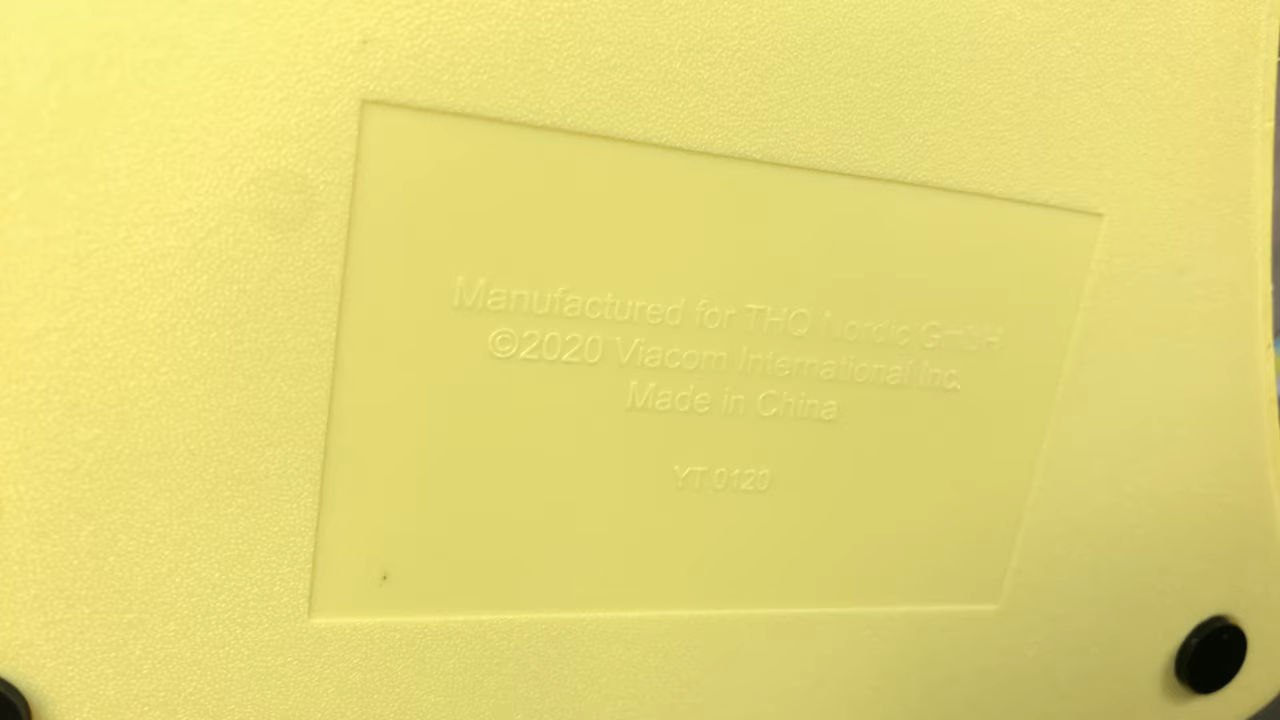 Manufactured for THQ Nordic GmbH
©2020 Viacom International Inc.
Made in China
YT 0120